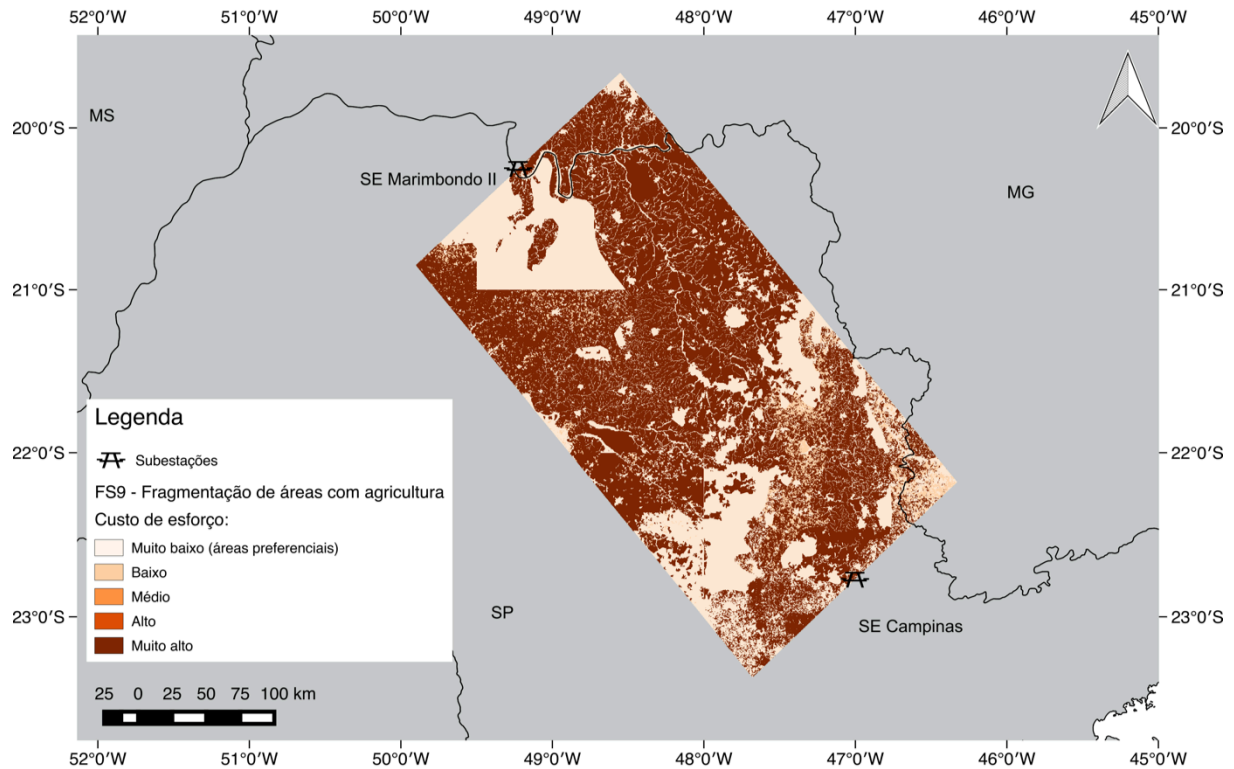 52°0'W 51°0'W 50°0'W 49°0'W 48°0'W 47°0'W 46°0'W 45°0'W
MS
20°0'S 20°0'S
SE Marimbondo II
MG
21°0'S 21°0'S
Legenda
Subestações
22°0'S 22°0'S
FS9 - Fragmentação de áreas com agricultura
Custo de esforço:
Muito baixo (áreas preferenciais)
Baixo
Médio
Alto
Muito alto
23°0'S 23°0'S
SP
SE Campinas
25 0 25 50 75 100 km
52°0'W 51°0'W 50°0'W 49°0'W 48°0'W 47°0'W 46°0'W 45°0'W